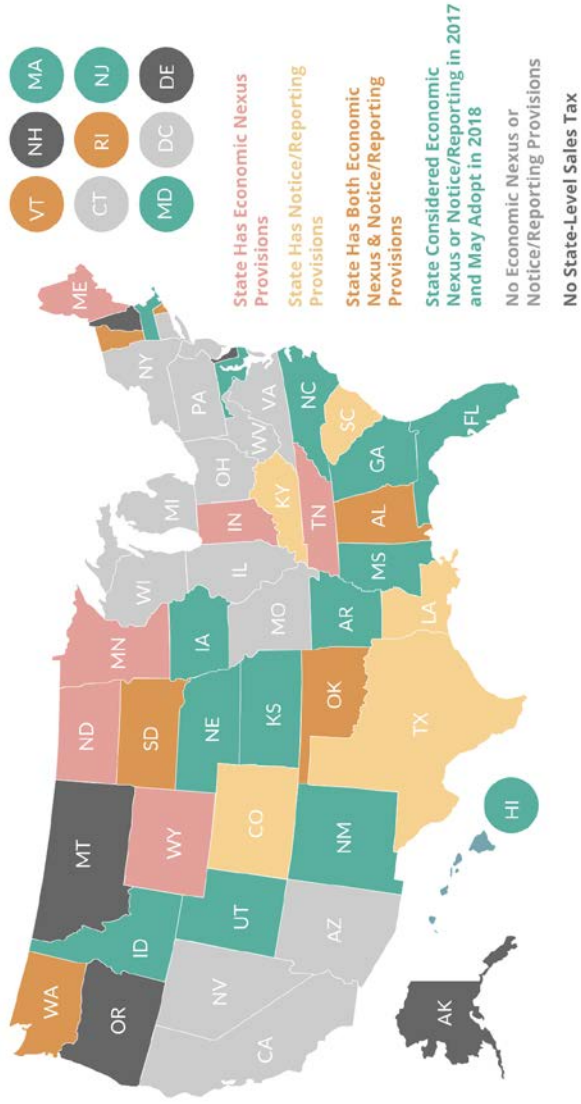 WA
MT
ND
MN
ME
VT
NH
MA
OR
ID
SD
WI
MI
NY
CT
RI
NJ
WY
IA
PA
MD
DC
DE
NV
UT
NE
IL
IN
OH
WV
VA
CA
CO
KS
MO
KY
AZ
NM
OK
AR
TN
NC
SC
TX
LA
MS
AL
GA
FL
AK
HI
State Has Economic Nexus
Provisions
State Has Notice/Reporting
Provisions
State Has Both Economic
Nexus & Notice/Reporting
Provisions
State Considered Economic
Nexus or Notice/Reporting in 2017
and May Adopt in 2018
No Economic Nexus or
Notice/Reporting Provisions
No State-Level Sales Tax